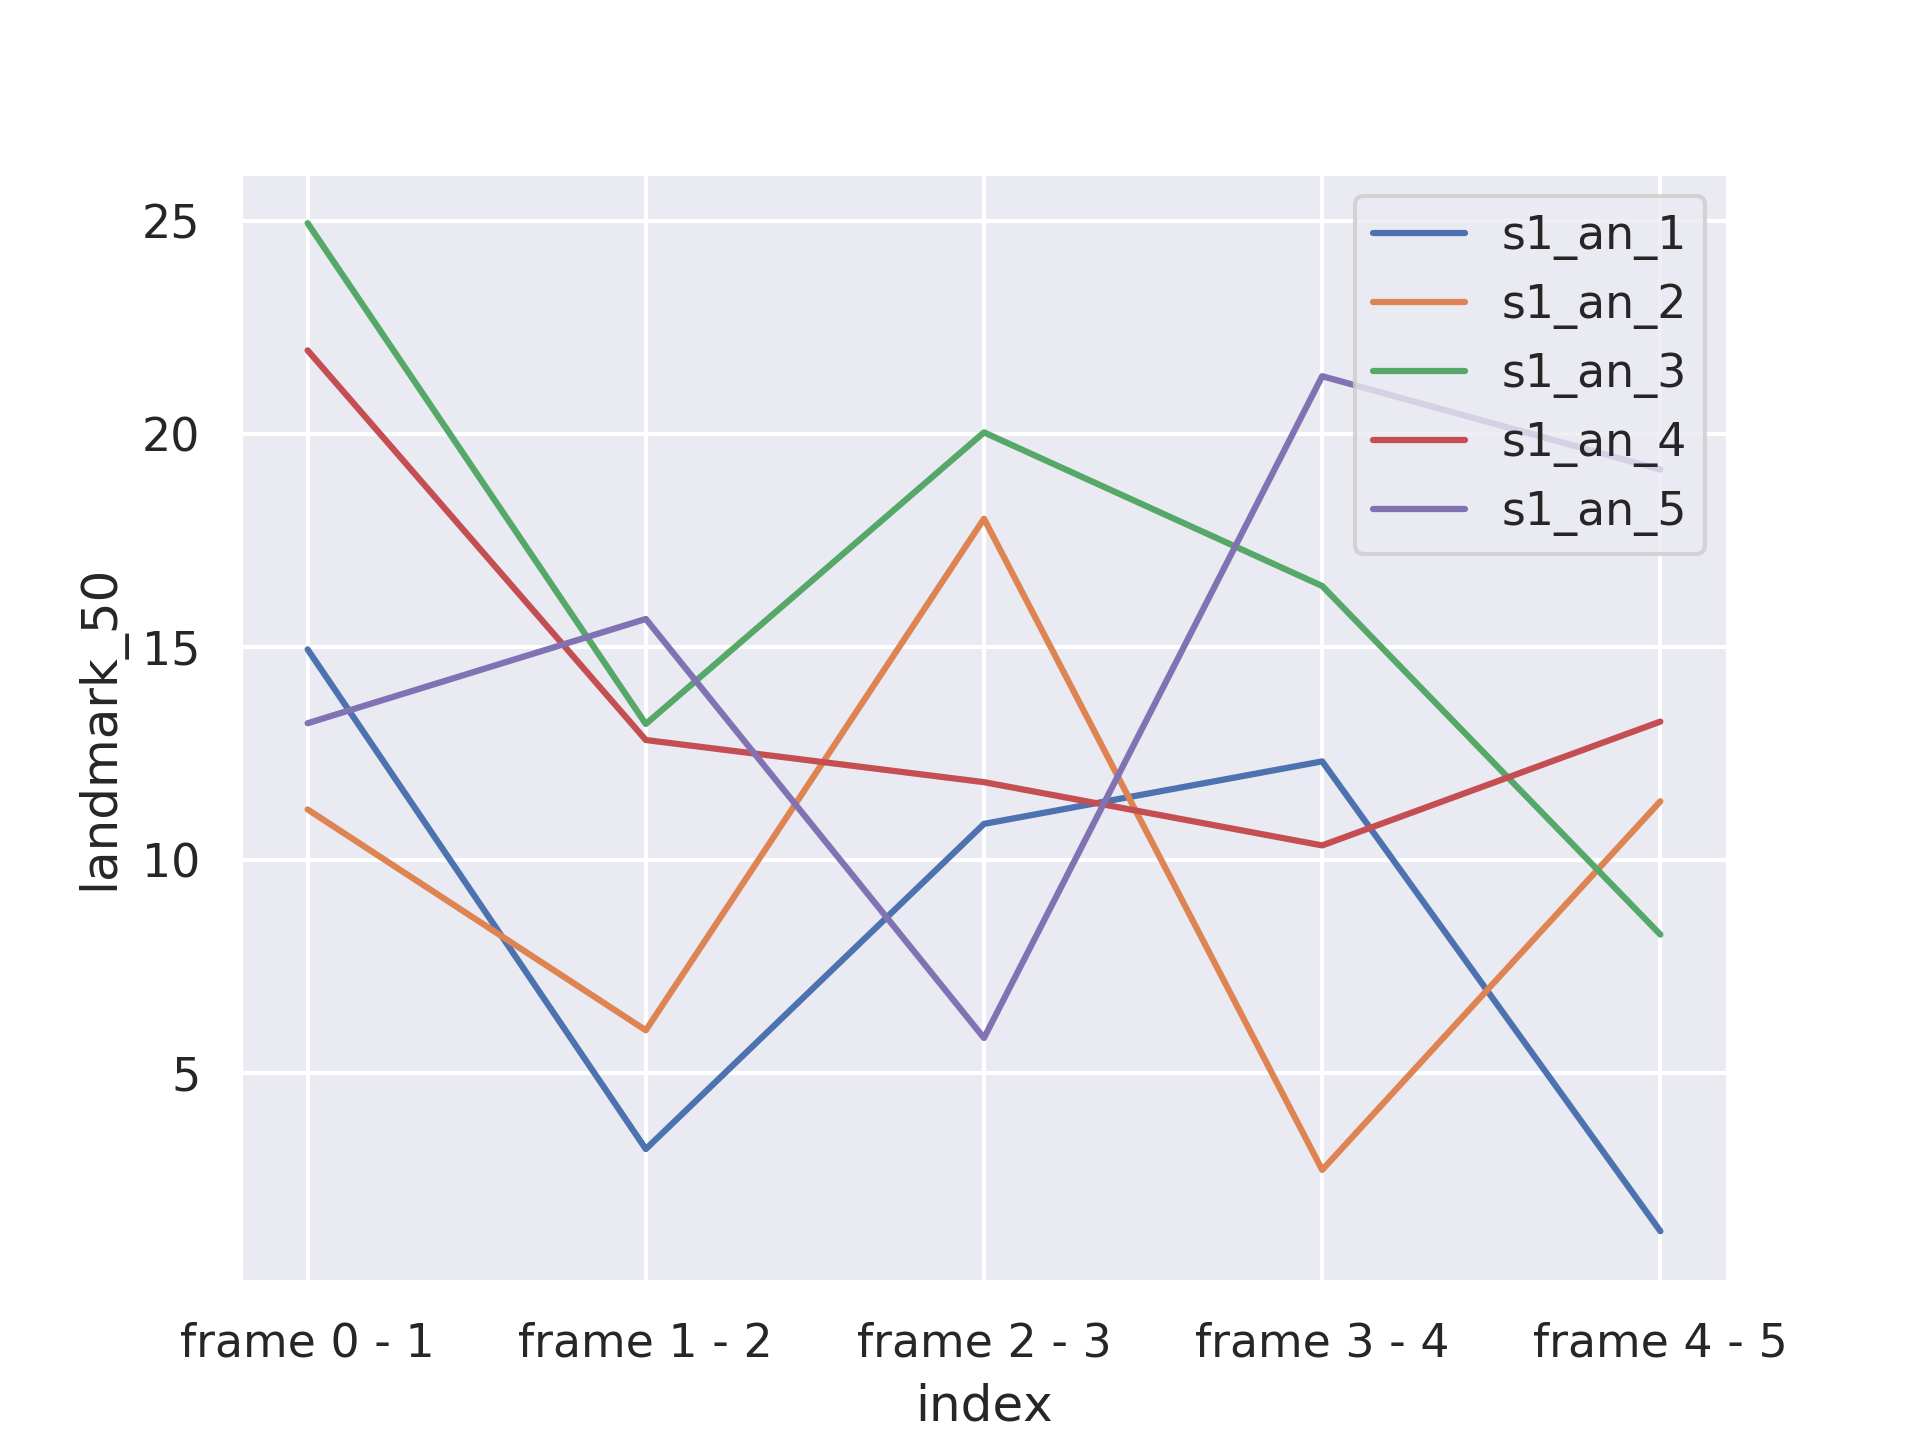 s1_an_1
s1_an_2
s1_an_3
s1_an_4
s1_an_5
25
20
15
10
5
landmark_50
frame 0 - 1
frame 1 - 2
frame 2 - 3
frame 3 - 4
frame 4 - 5
index